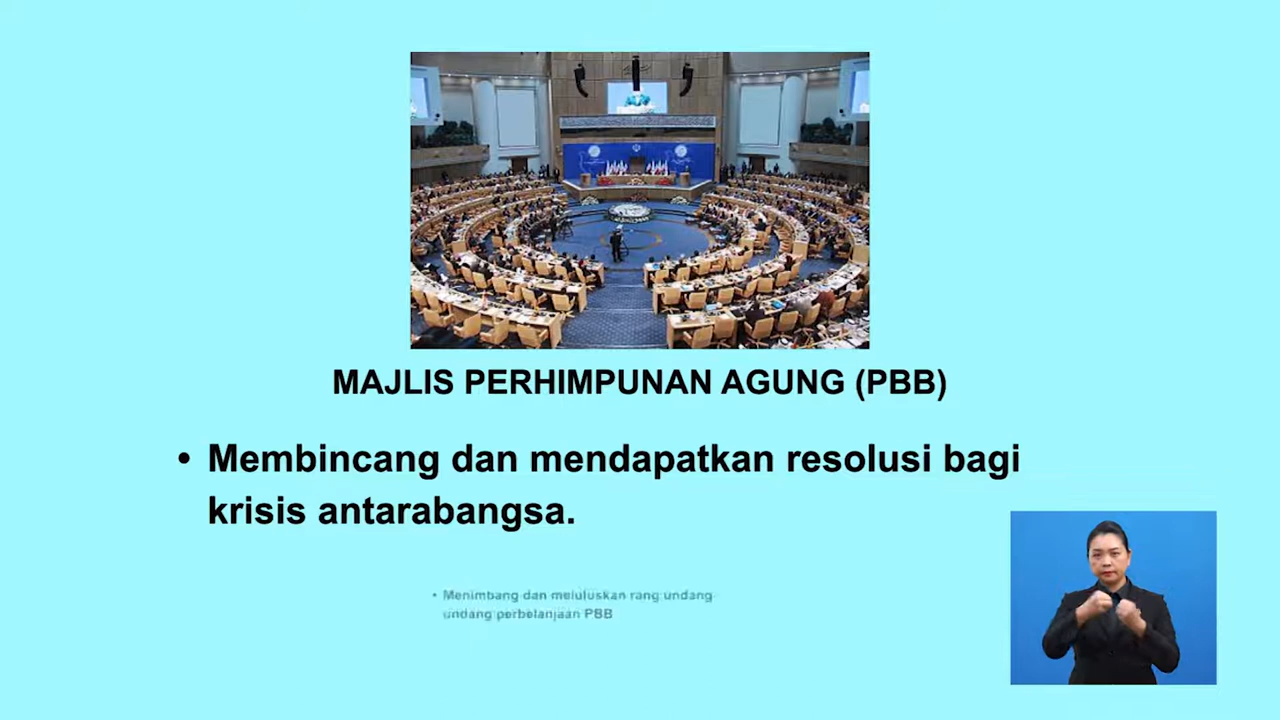 MAJLIS PERHIMPUNAN AGUNG (PBB)
• Membincang dan mendapatkan resolusi bagi
krisis antarabangsa.
• Menimbang dan meluluskan rang undang-
undang perbelanjaan PBB